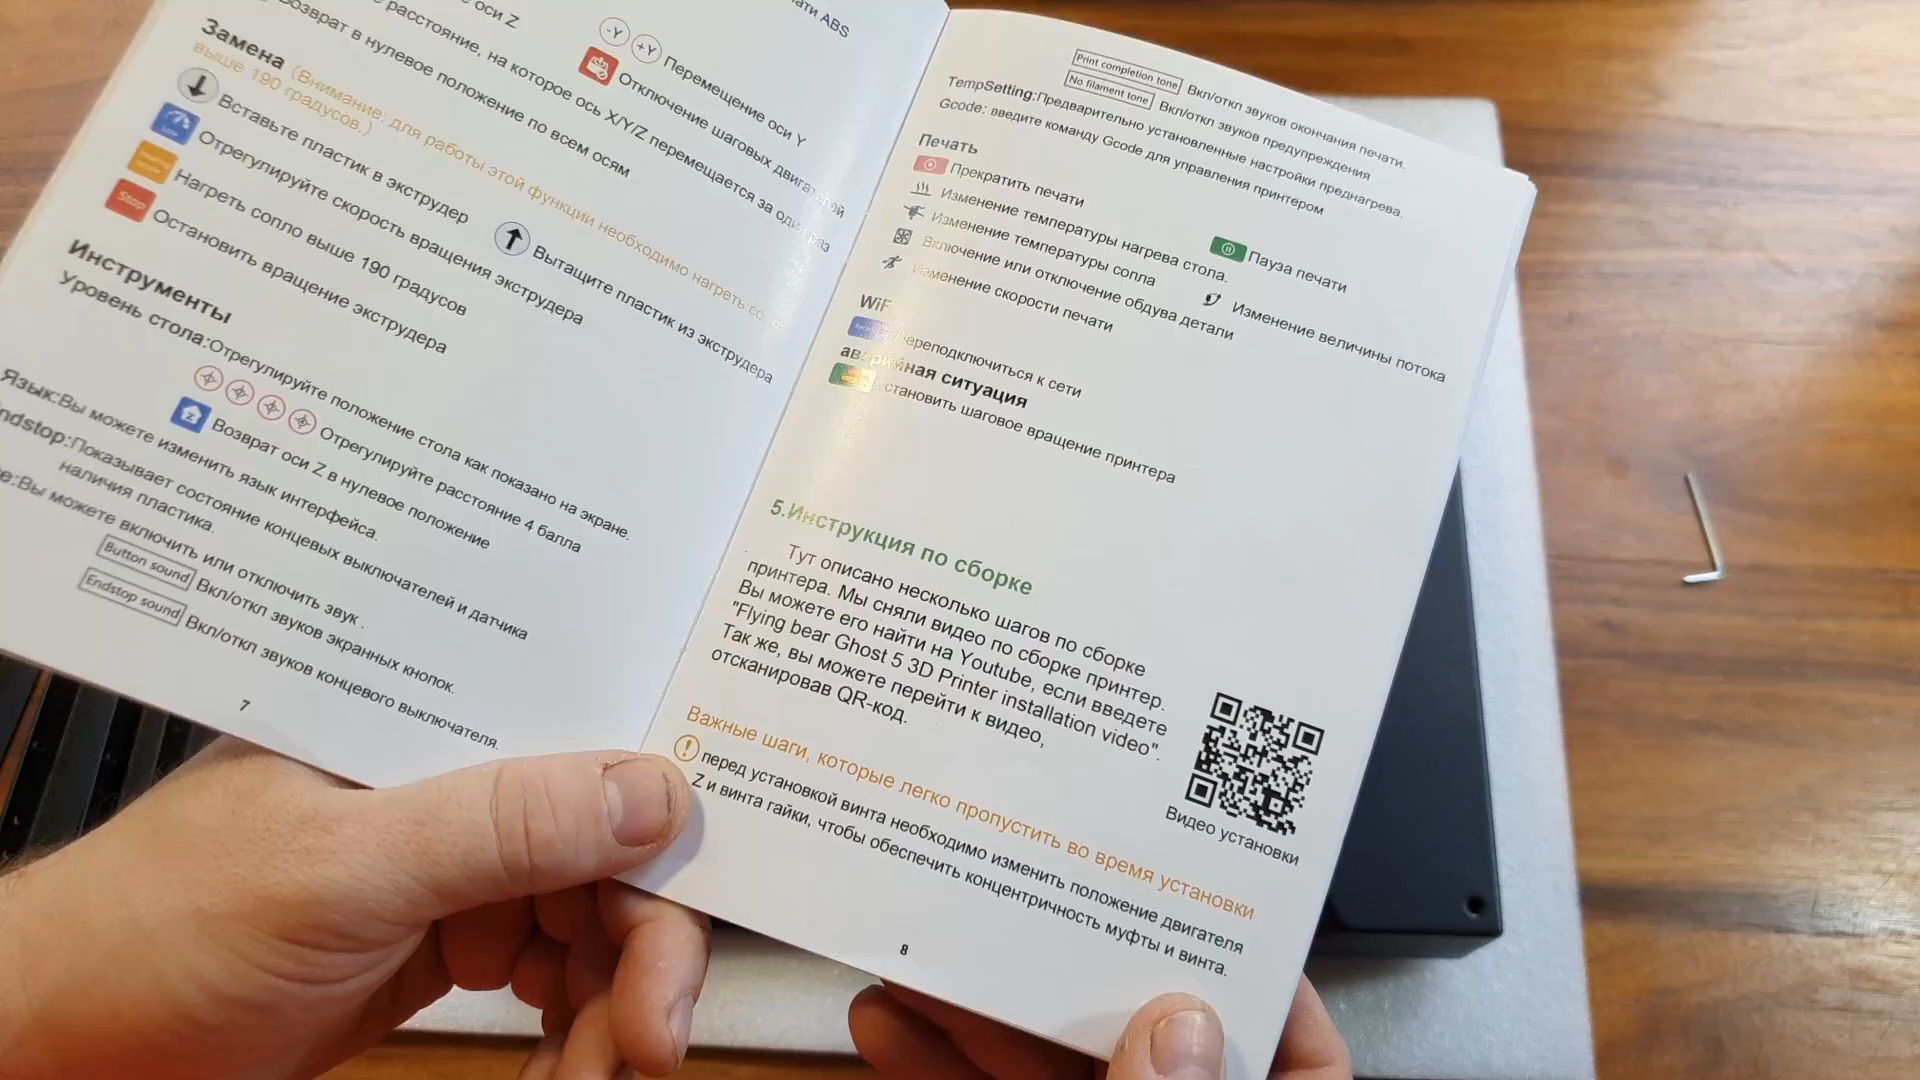 оси Z
ати ABS
-Y +Y Перемещение оси Y
расстояние, на которое ось X/Y/Z перемещается за один раз
Отключение шаговых двигателей
Возврат в нулевое положение по всем осям
Замена (Внимание: для работы этой функции необходимо нагреть
выше 190 градусов.)
Вставьте пластик в экструдер
Вытащите пластик из экструдера
Отрегулируйте скорость вращения экструдера
Нагреть сопло выше 190 градусов
Stop Остановить вращение экструдера
Инструменты
Уровень стола:Отрегулируйте положение стола как показано на экране.
Отрегулируйте расстояние 4 балла
Z Возврат оси Z в нулевое положение
Язык:Вы можете изменить язык интерфейса.
ndstop:Показывает состояние концевых выключателей и датчика
наличия пластика.
e:Вы можете включить или отключить звук .
Button sound Вкл/откл звуков экранных кнопок.
Endstop sound Вкл/откл звуков концевого выключателя.
7
Print completion tone Вкл/откл звуков окончания печати.
No filament tone Вкл/откл звуков предупреждения
TempSetting:Предварительно установленные настройки преднагрева.
Gcode: введите команду Gcode для управления принтером
Печать
Прекратить печати
Пауза печати
Изменение температуры нагрева стола.
Изменение температуры сопла
Изменение величины потока
Включение или отключение обдува детали
Изменение скорости печати
WiF
переподключиться к сети
аварийная ситуация
становить шаговое вращение принтера
5.Инструкция по сборке
Тут описано несколько шагов по сборке
принтера. Мы сняли видео по сборке принтер.
Вы можете его найти на Youtube, если введете
"Flying bear Ghost 5 3D Printer installation video".
Так же, вы можете перейти к видео,
отсканировав QR-код.
Видео установки
Важные шаги, которые легко пропустить во время установки
! перед установкой винта необходимо изменить положение двигателя
Z и винта гайки, чтобы обеспечить концентричность муфты и винта.
8